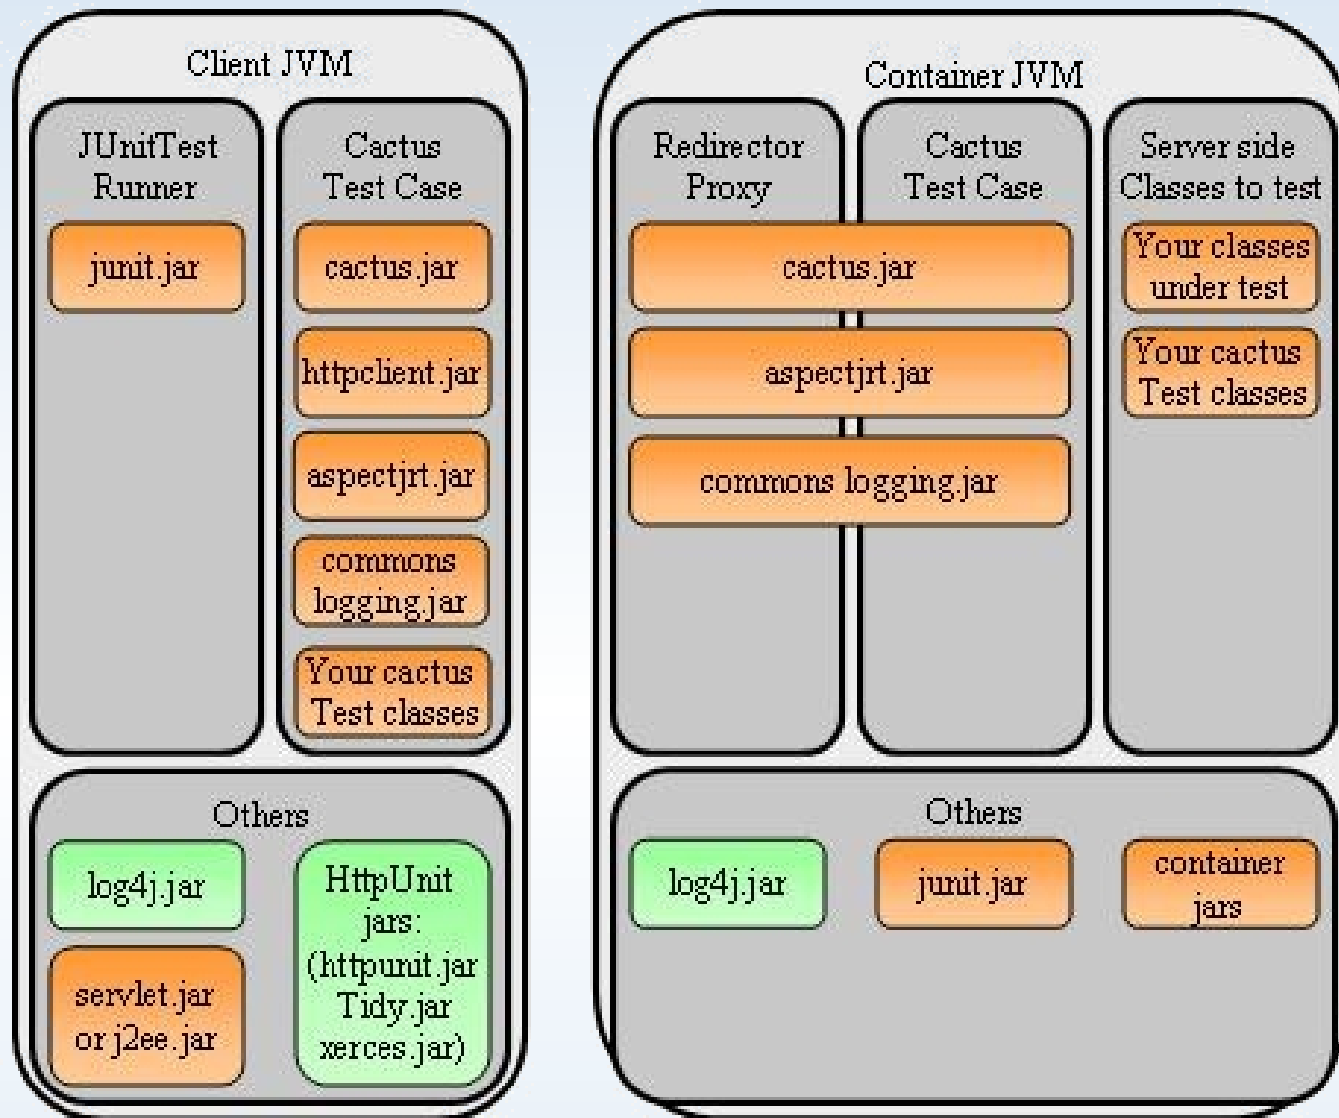 Client JVM
JUnitTest
Runner
junit.jar
Cactus
Test Case
cactus.jar
httpclient.jar
aspectjrt.jar
commons
logging.jar
Your cactus
Test classes
Others
log4j.jar
servlet.jar
or j2ee.jar
HttpUnit
jars:
(httpunit.jar
Tidy.jar
xerces.jar)
Container JVM
Redirector
Proxy
Cactus
Test Case
cactus.jar
aspectjrt.jar
commons logging.jar
Server side
Classes to test
Your classes
under test
Your cactus
Test classes
Others
log4j.jar
junit.jar
container
jars